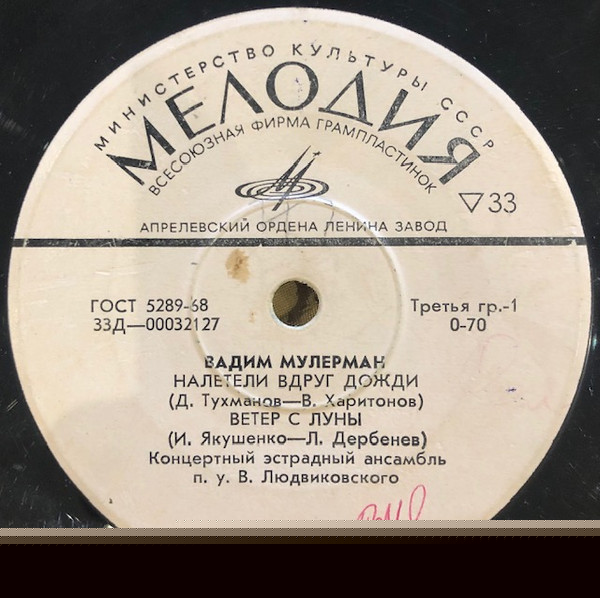 МИНИСТЕРСТВО КУЛЬТУРЫ СССР
МЕЛОДИЯ
ВСЕСОЮЗНАЯ ФИРМА ГРАМПЛАСТИНОК
▽33
АПРЕЛЕВСКИЙ ОРДЕНА ЛЕНИНА ЗАВОД
ГОСТ 5289-68
Третья гр.-1
33Д—00032127
0-70
ВАДИМ МУЛЕРМАН
НАЛЕТЕЛИ ВДРУГ ДОЖДИ
(Д. Тухманов—В. Харитонов)
ВЕТЕР С ЛУНЫ
(И. Якушенко—Л. Дербенев)
Концертный эстрадный ансамбль
п. у. В. Людвиковского